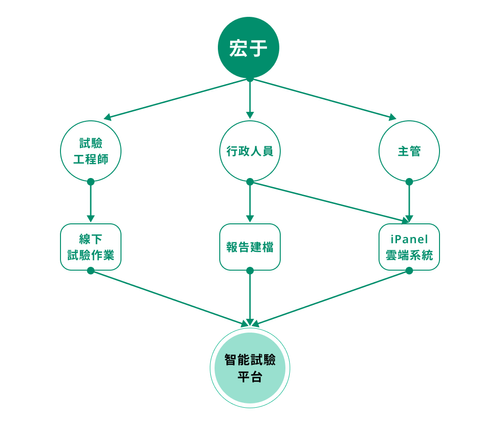 宏于
試驗
工程師
行政人員
主管
線下
試驗作業
報告建檔
iPanel
雲端系統
智能試驗
平台